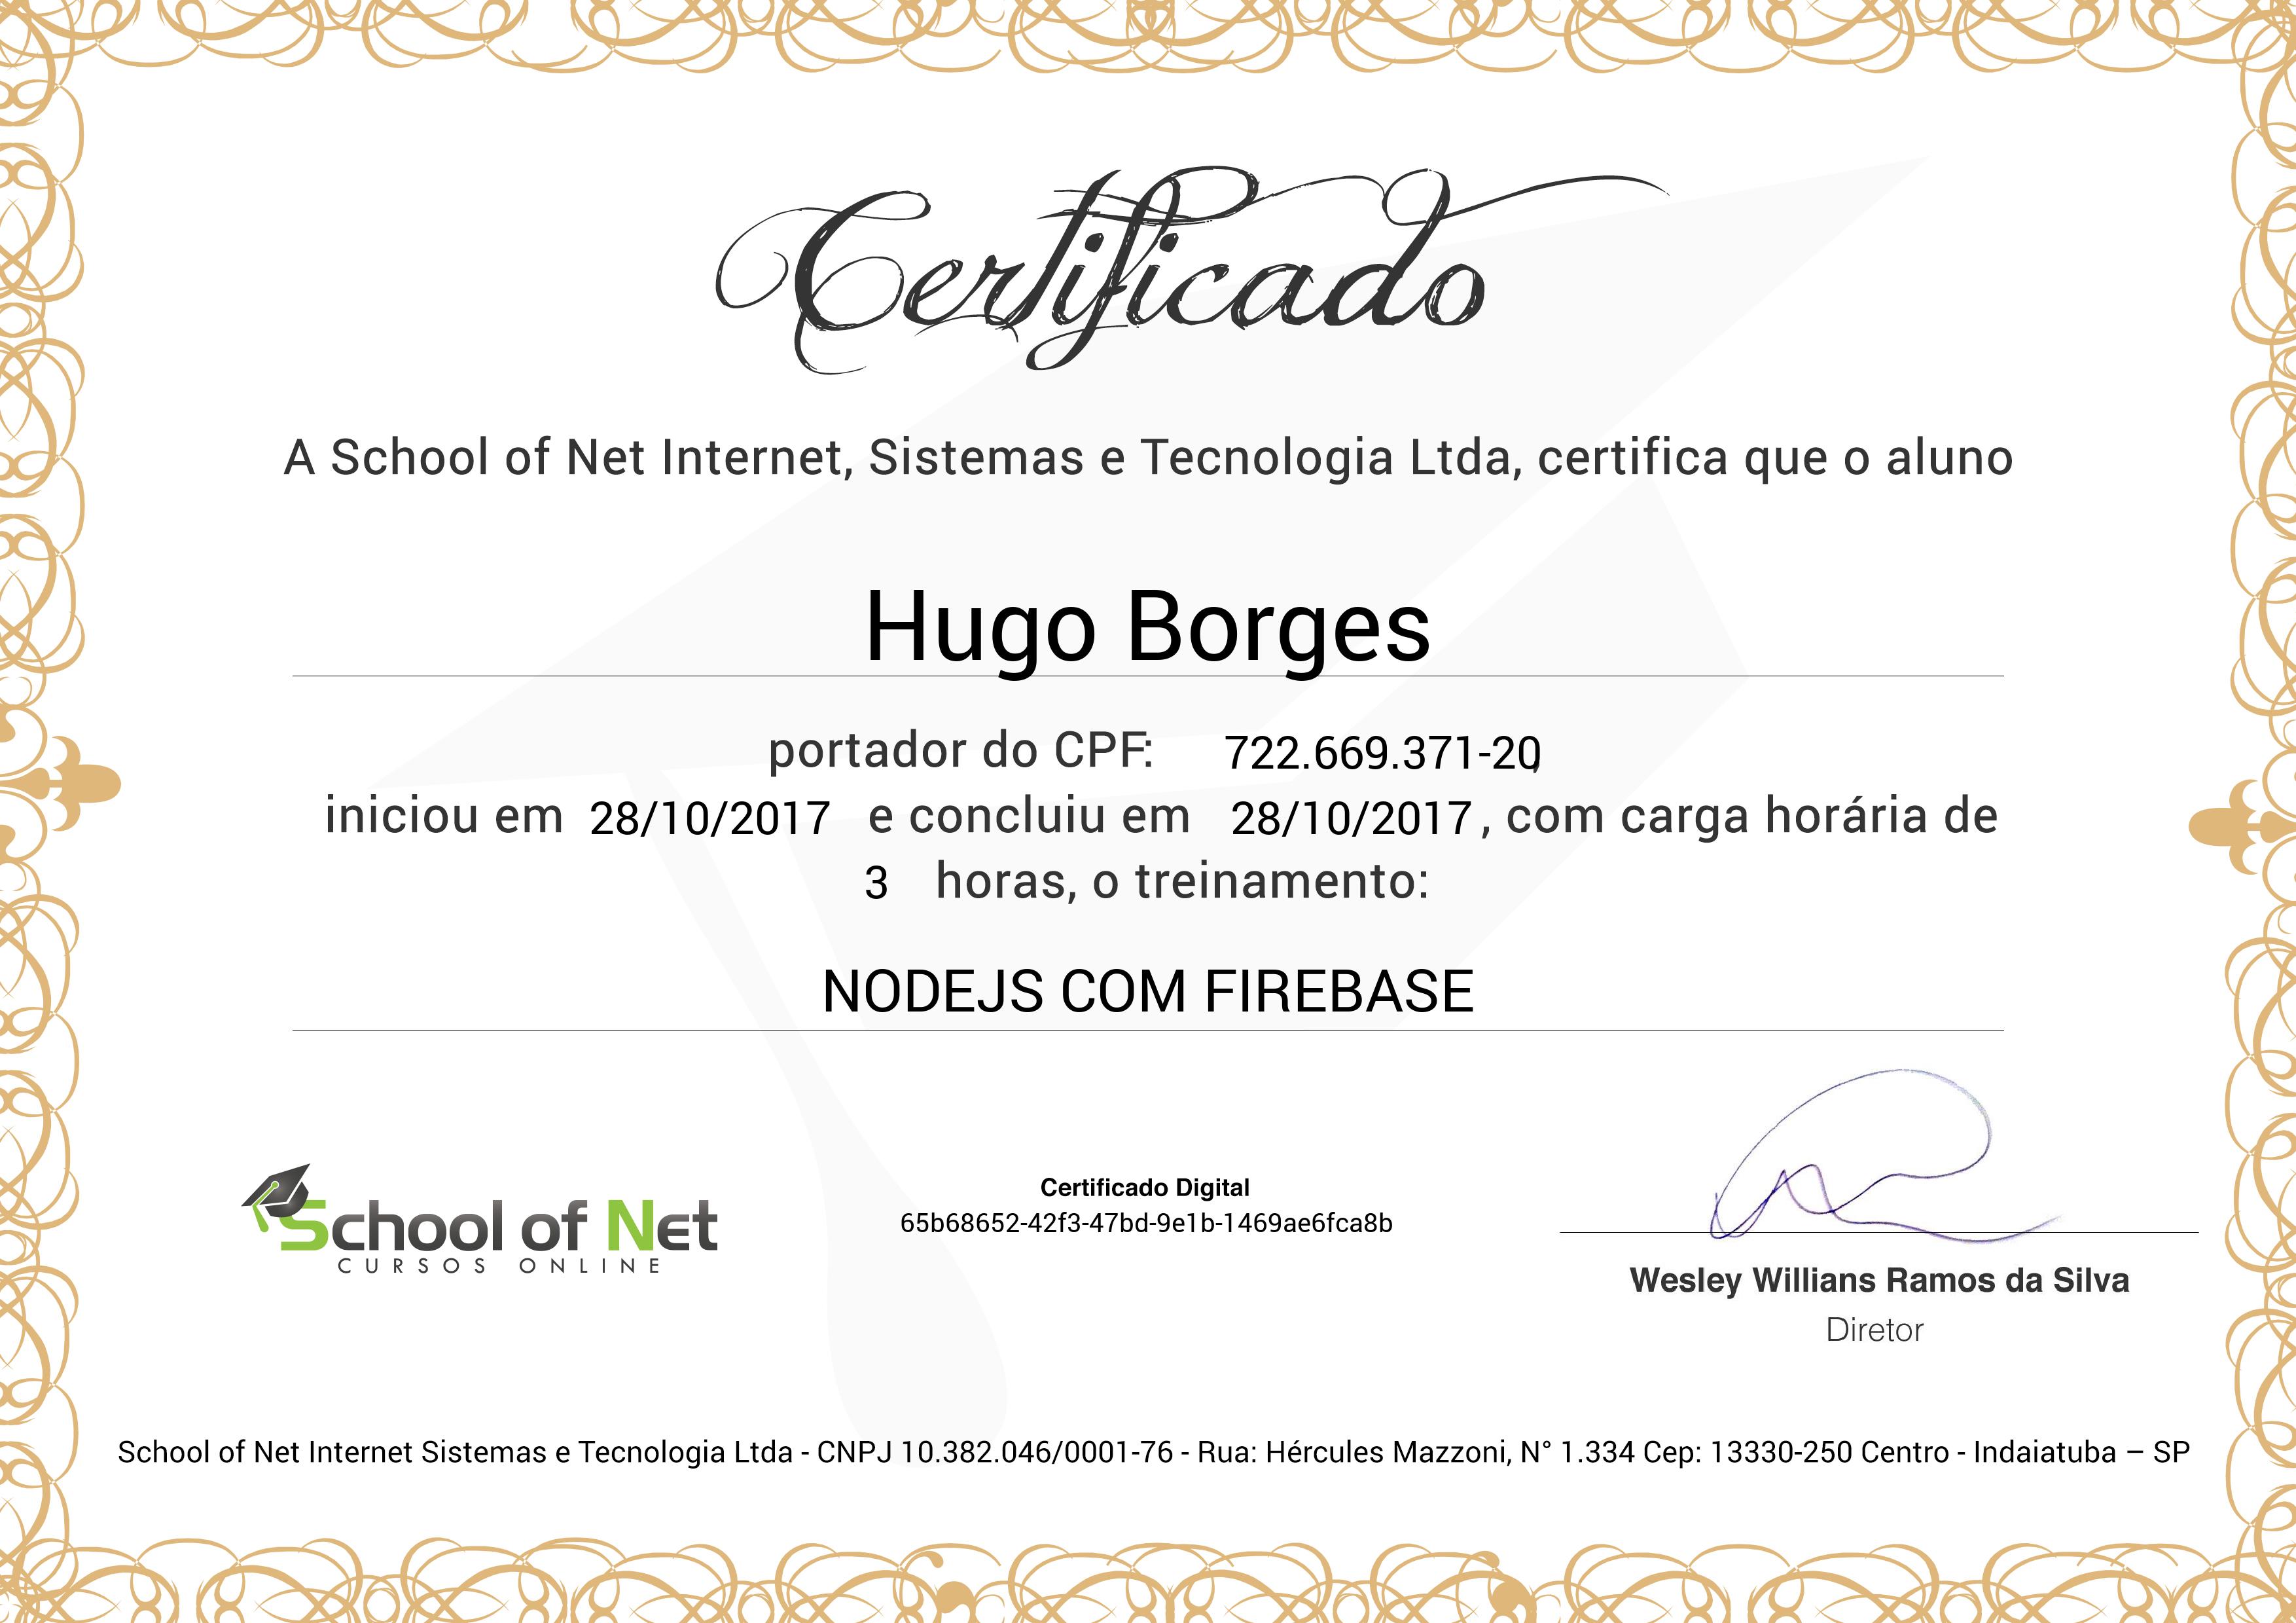 Certificado
A School of Net Internet, Sistemas e Tecnologia Ltda, certifica que o aluno
Hugo Borges
portador do CPF: 722.669.371-20,
iniciou em 28/10/2017 e concluiu em 28/10/2017, com carga horária de
3 horas, o treinamento:
NODEJS COM FIREBASE
School of Net
CURSOS ONLINE
Certificado Digital
65b68652-42f3-47bd-9e1b-1469ae6fca8b
Wesley Willians Ramos da Silva
Diretor
School of Net Internet Sistemas e Tecnologia Ltda - CNPJ 10.382.046/0001-76 - Rua: Hércules Mazzoni, N° 1.334 Cep: 13330-250 Centro - Indaiatuba – SP